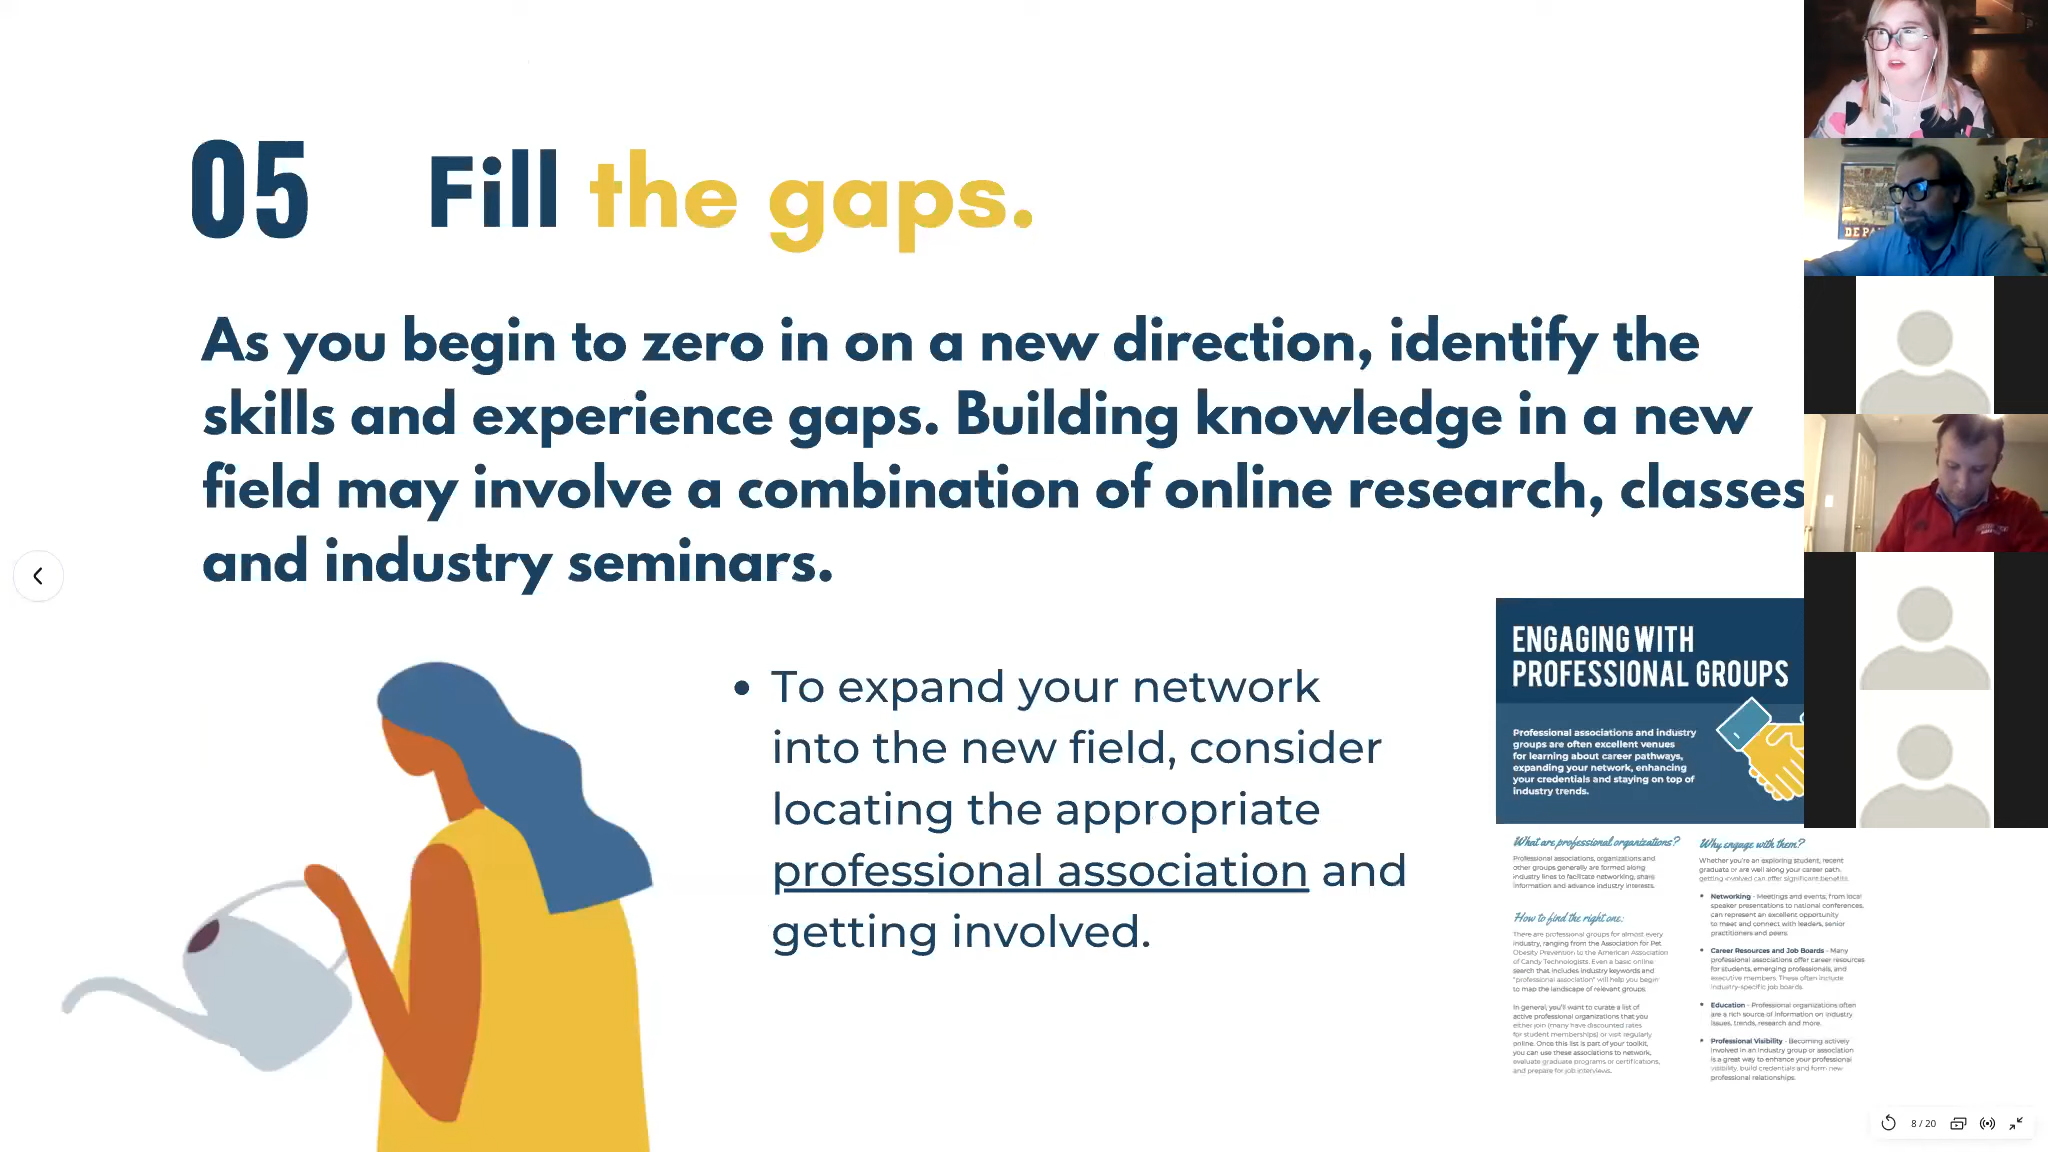 05 Fill the gaps.
As you begin to zero in on a new direction, identify the
skills and experience gaps. Building knowledge in a new
field may involve a combination of online research, classes
and industry seminars.
• To expand your network
into the new field, consider
locating the appropriate
professional association and
getting involved.
ENGAGING WITH
PROFESSIONAL GROUPS
Professional associations and industry
groups are often excellent venues
for learning about career pathways,
expanding your network, enhancing
your credentials and staying on top of
industry trends.
What are professional organizations?
Professional associations, organizations and
other groups generally are formed along
industry lines to facilitate networking, share
information and advance industry interests.
How to find the right one:
There are professional groups for almost every
industry, ranging from the Association for Pet
Obesity Prevention to the American Association
of Candy Technologists. Even a basic online
search that includes industry keywords and
"professional association" will help you begin
to map the landscape of relevant groups.
In general, you'll want to curate a list of
active professional organizations that you
either join (many have discounted rates
for student memberships) or visit regularly
online. Once this list is part of your toolkit,
you can use these associations to network,
evaluate graduate programs or certifications,
and prepare for job interviews.
Why engage with them?
Whether you're an exploring student, recent
graduate or are well along your career path,
getting involved can offer significant benefits.
• Networking - Meetings and events, from local
speaker presentations to national conferences,
can represent an excellent opportunity
to meet and connect with leaders, senior
practitioners and peers.
• Career Resources and Job Boards - Many
professional associations offer career resources
for students, emerging professionals, and
executive members. These often include
industry-specific job boards.
• Education - Professional organizations often
are a rich source of information on industry
issues, trends, research and more.
• Professional Visibility - Becoming actively
involved in an industry group or association
is a great way to enhance your professional
visibility, build credentials and form new
professional relationships.
DE PA
8 / 20